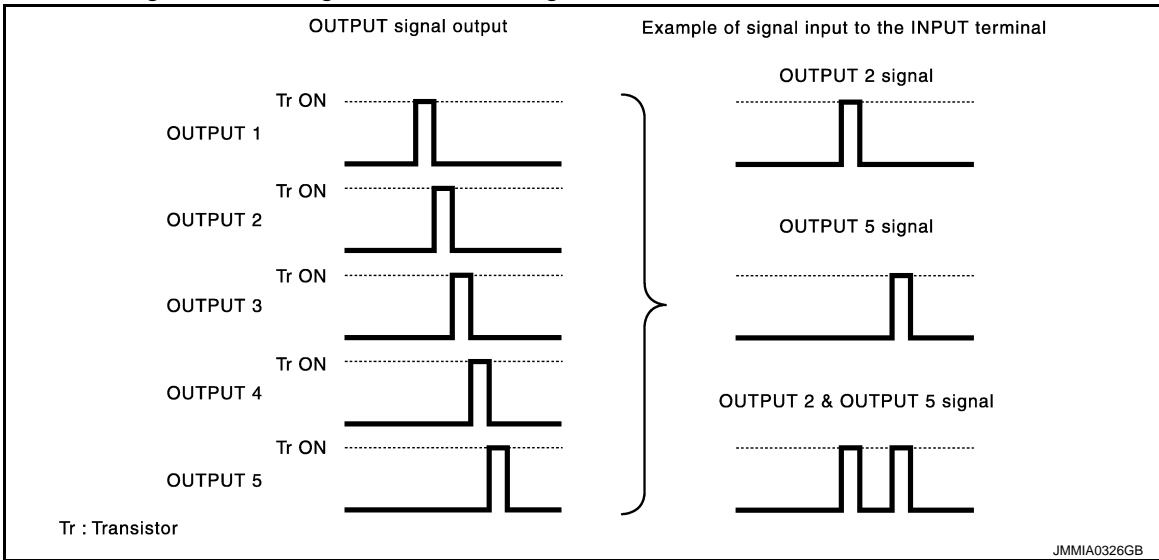 OUTPUT signal output
Example of signal input to the INPUT terminal
OUTPUT 1
Tr ON
OUTPUT 2
Tr ON
OUTPUT 3
Tr ON
OUTPUT 4
Tr ON
OUTPUT 5
Tr ON
OUTPUT 2 signal
OUTPUT 5 signal
OUTPUT 2 & OUTPUT 5 signal
Tr : Transistor
JMMIA0326GB